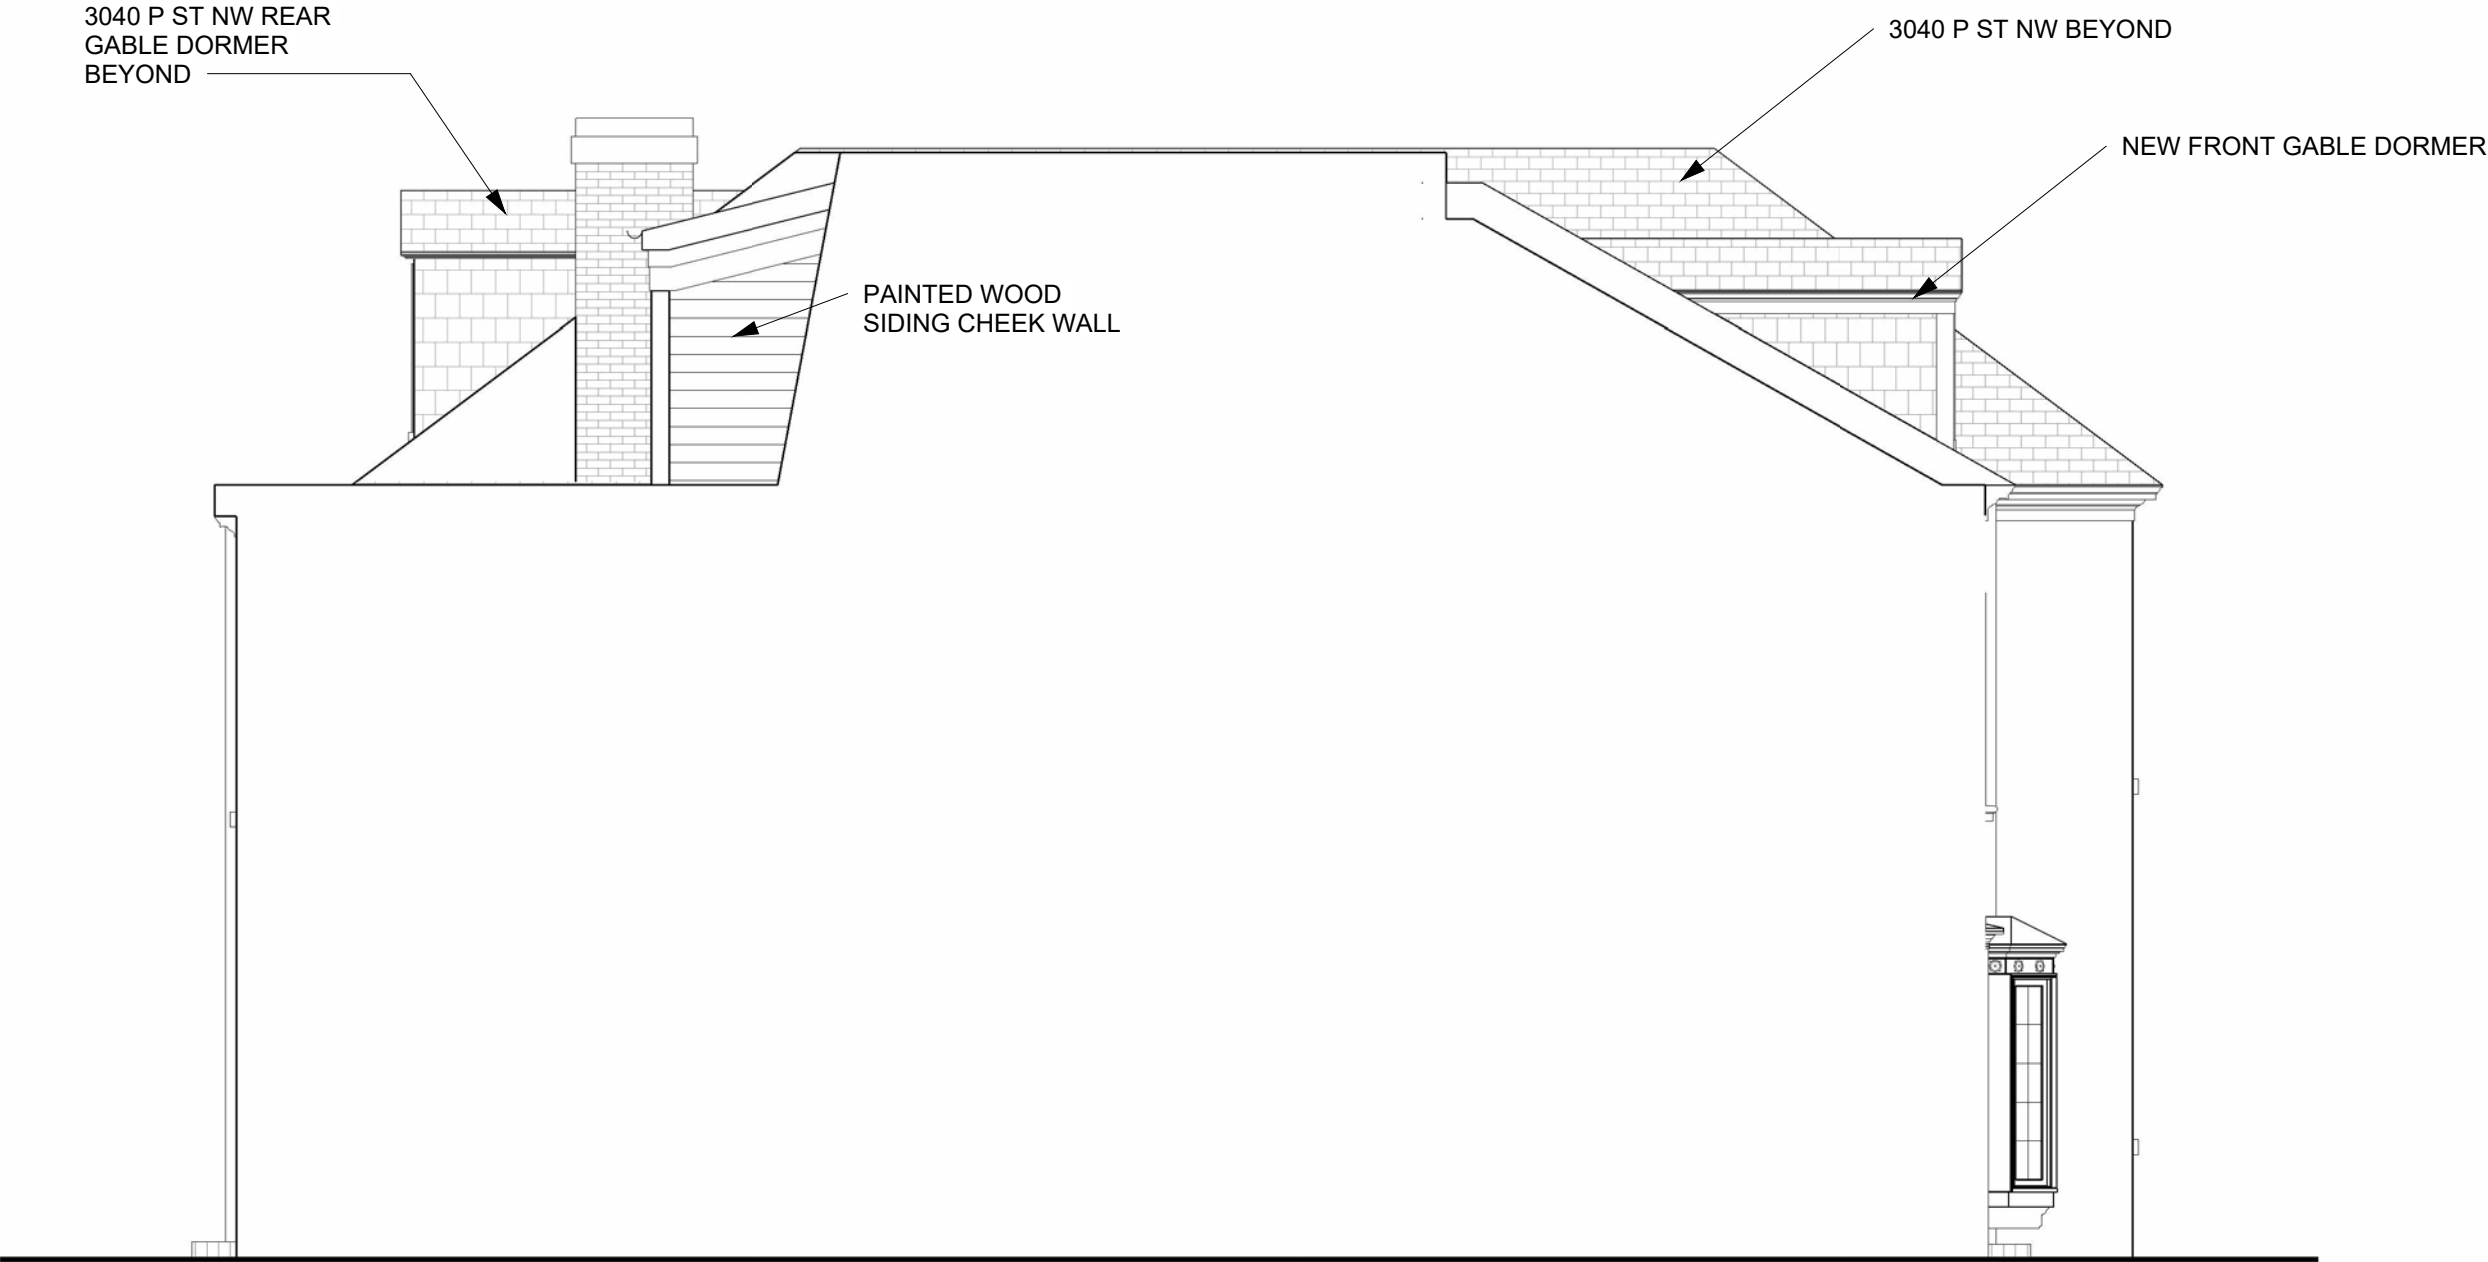 3040 P ST NW REAR
GABLE DORMER
BEYOND
3040 P ST NW BEYOND
NEW FRONT GABLE DORMER
PAINTED WOOD
SIDING CHEEK WALL